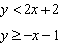 y < 2x + 2
y ≥ −x − 1